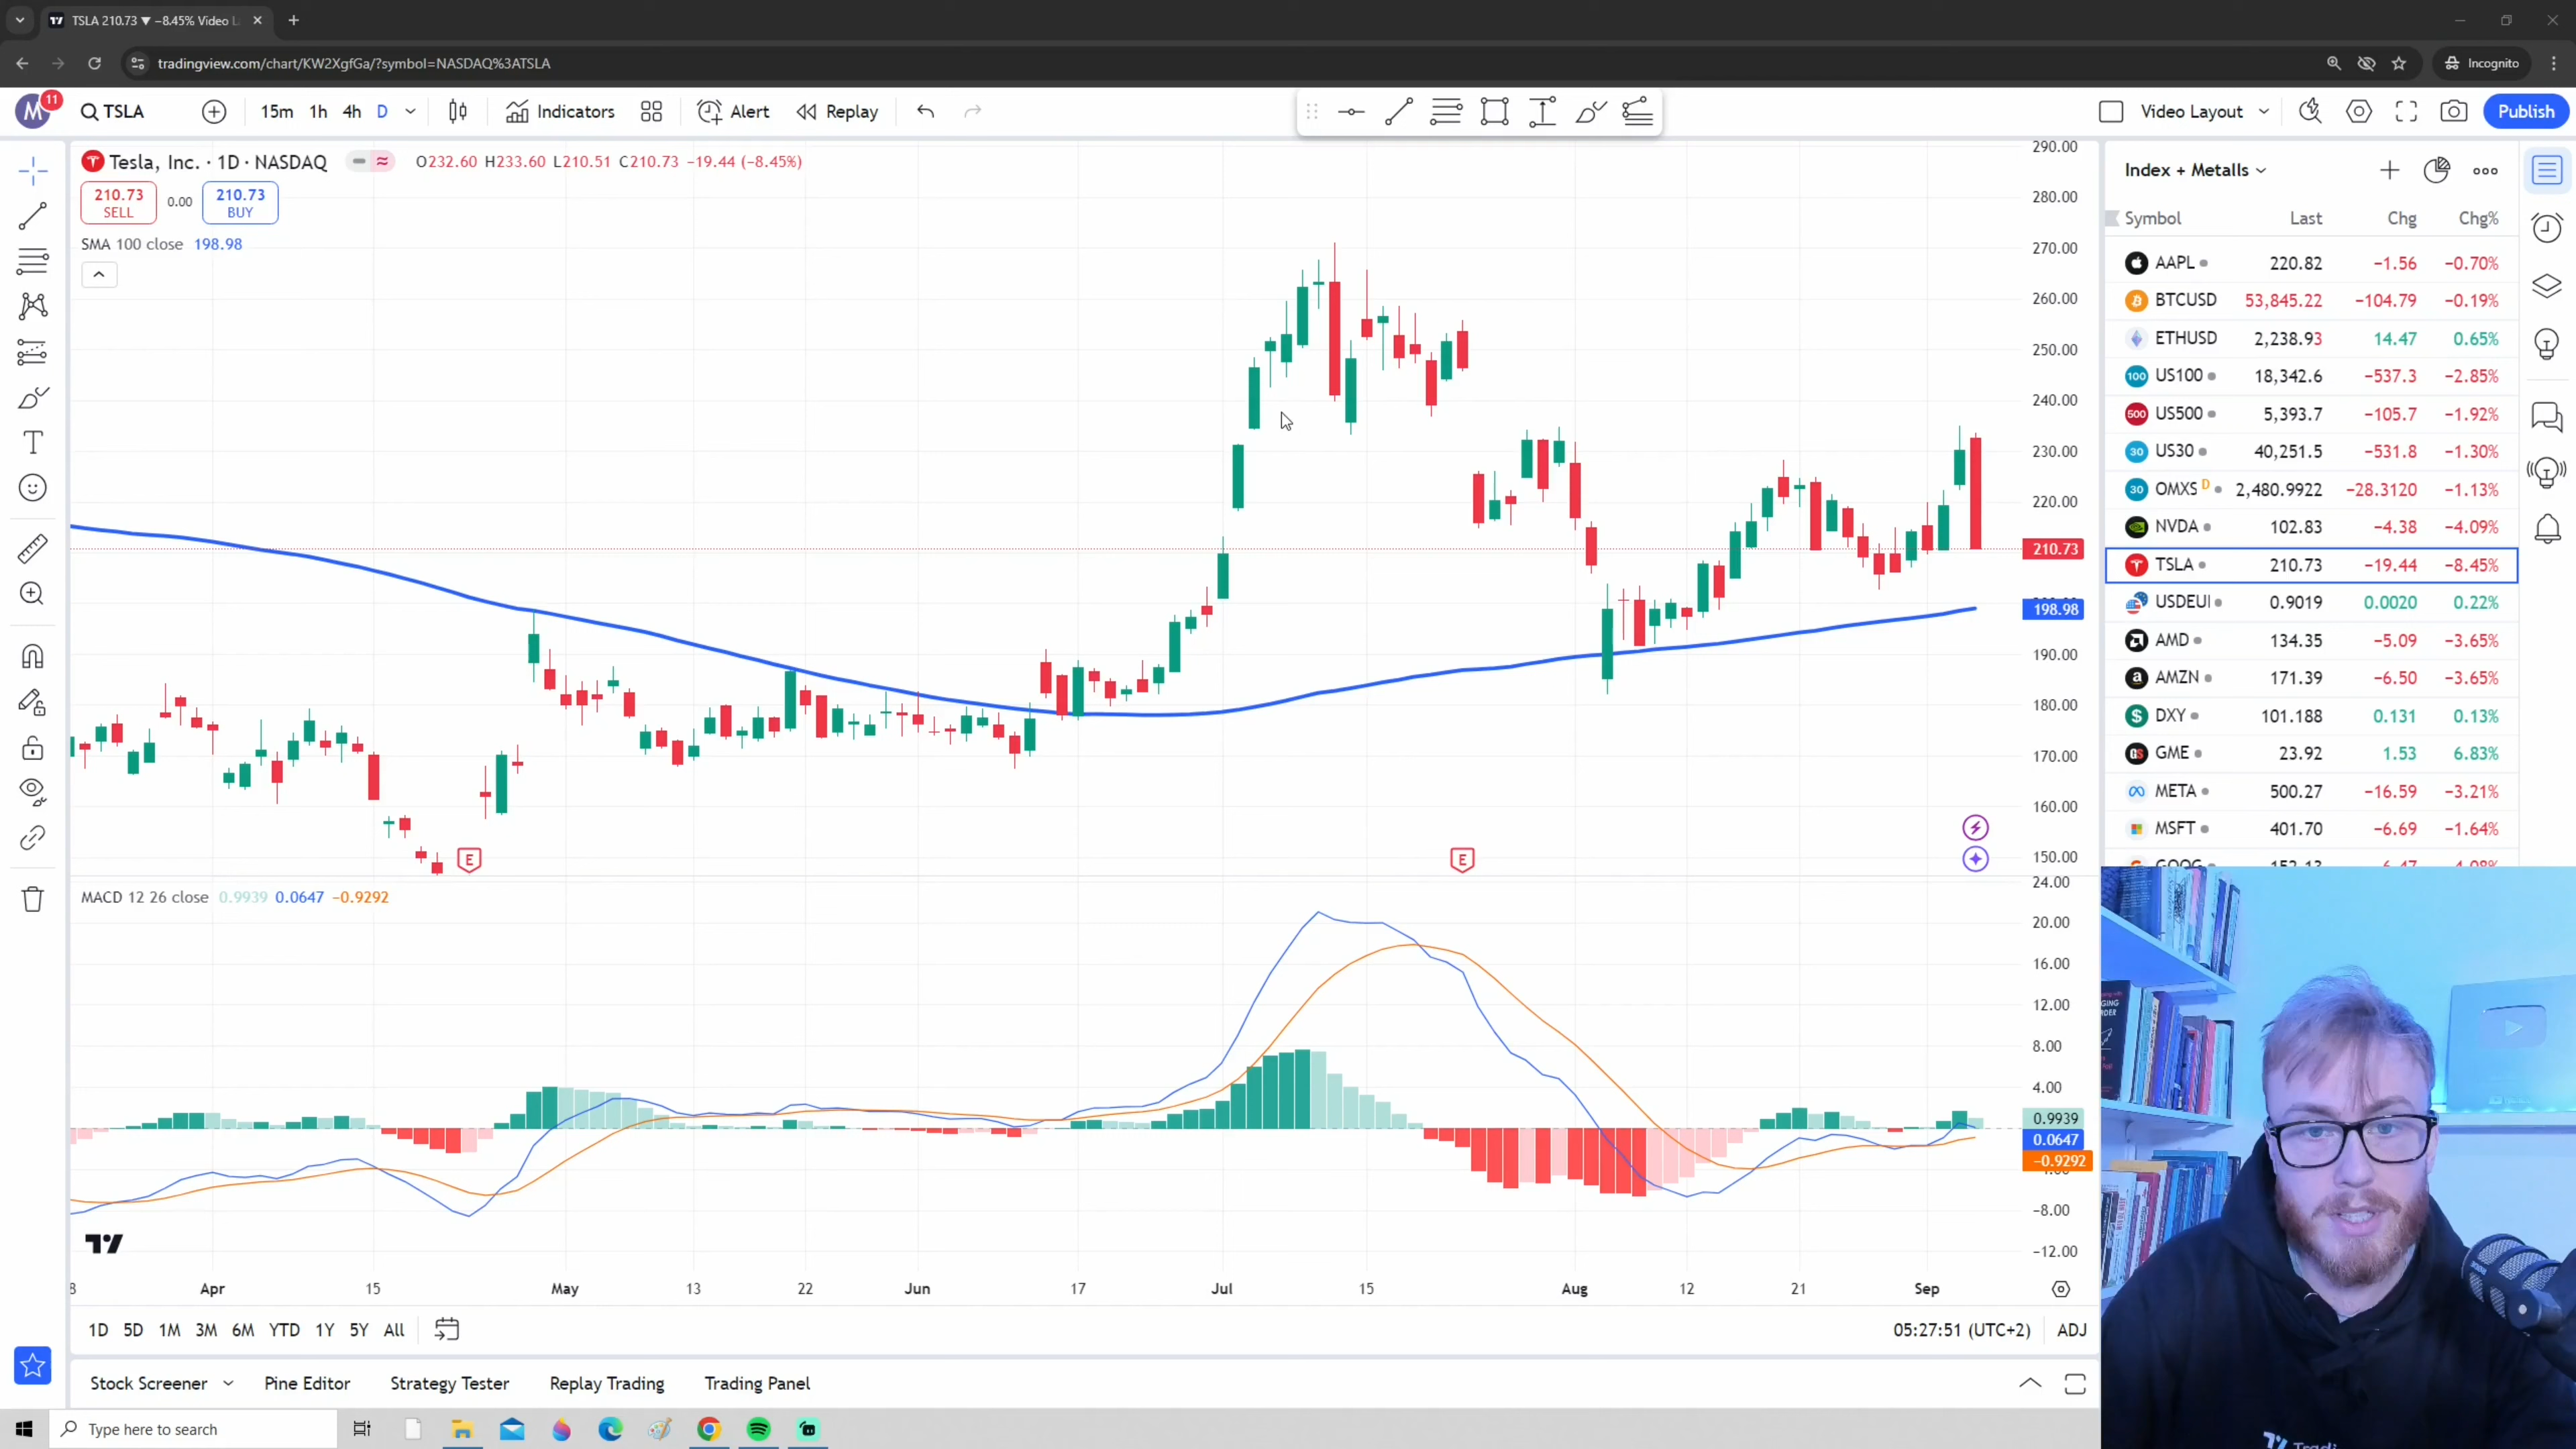 TSLA 210.73 ▼ −8.45% Video L
tradingview.com/chart/KW2XgfGa/?symbol=NASDAQ%3ATSLA
Incognito
M 11
TSLA
15m 1h 4h D
Indicators
Alert
Replay
Video Layout
Publish
Tesla, Inc. · 1D · NASDAQ
O232.60 H233.60 L210.51 C210.73 −19.44 (−8.45%)
210.73
SELL
0.00
210.73
BUY
SMA 100 close 198.98
290.00
280.00
270.00
260.00
250.00
240.00
230.00
220.00
210.73
198.98
190.00
180.00
170.00
160.00
150.00
E
E
MACD 12 26 close 0.9939 0.0647 −0.9292
24.00
20.00
16.00
12.00
8.00
4.00
0.9939
0.0647
−0.9292
−8.00
−12.00
Apr 15 May 13 22 Jun 17 Jul 15 Aug 12 21 Sep
1D 5D 1M 3M 6M YTD 1Y 5Y All
05:27:51 (UTC+2) ADJ
Stock Screener Pine Editor Strategy Tester Replay Trading Trading Panel
Type here to search
Index + Metalls
Symbol Last Chg Chg%
AAPL 220.82 −1.56 −0.70%
BTCUSD 53,845.22 −104.79 −0.19%
ETHUSD 2,238.93 14.47 0.65%
100 US100 18,342.6 −537.3 −2.85%
500 US500 5,393.7 −105.7 −1.92%
30 US30 40,251.5 −531.8 −1.30%
30 OMXS D 2,480.9922 −28.3120 −1.13%
NVDA 102.83 −4.38 −4.09%
TSLA 210.73 −19.44 −8.45%
USDEU 0.9019 0.0020 0.22%
AMD 134.35 −5.09 −3.65%
AMZN 171.39 −6.50 −3.65%
DXY 101.188 0.131 0.13%
GME 23.92 1.53 6.83%
META 500.27 −16.59 −3.21%
MSFT 401.70 −6.69 −1.64%